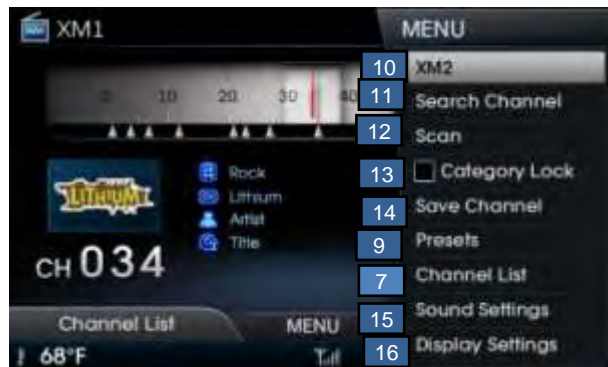 XM1
0 10 20 30 40
LITHIUM
Rock
Lithium
Artist
Title
CH 034
Channel List MENU
68°F
MENU
10 XM2
11 Search Channel
12 Scan
13 Category Lock
14 Save Channel
9 Presets
7 Channel List
15 Sound Settings
16 Display Settings